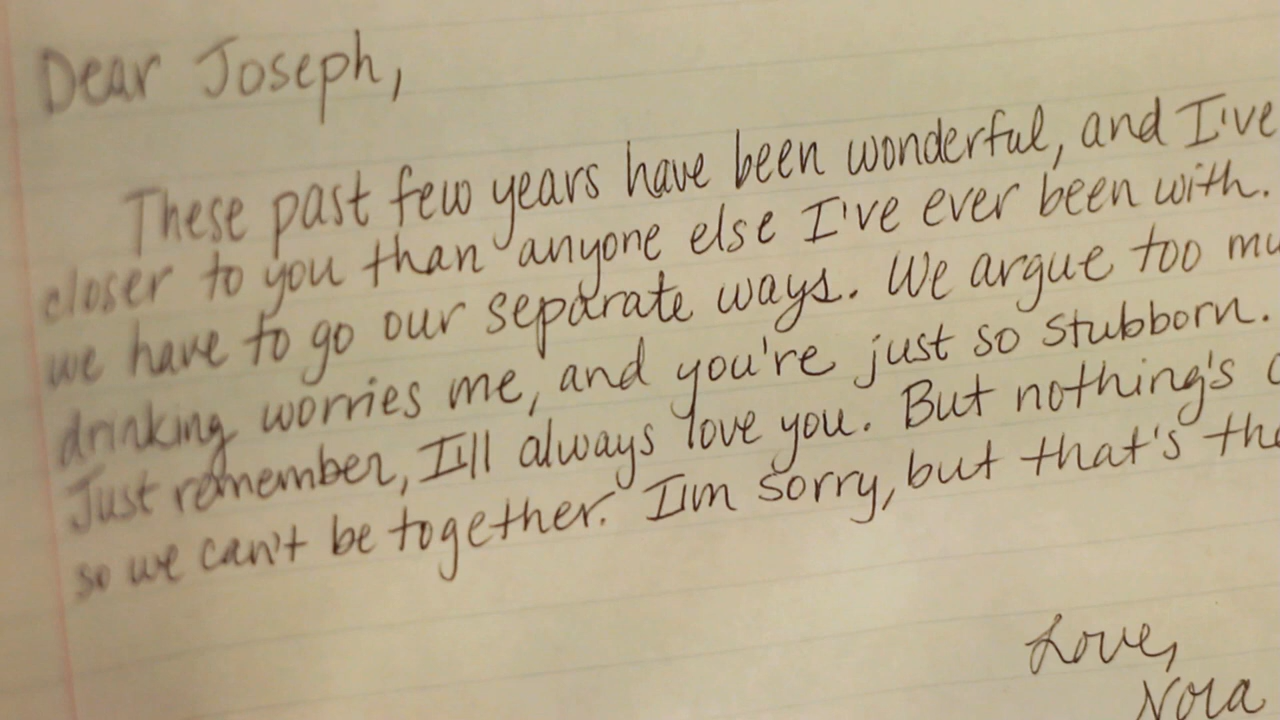 Dear Joseph,
These past few years have been wonderful, and I've
closer to you than anyone else I've ever been with.
we have to go our separate ways. We argue too mu
drinking worries me, and you're just so stubborn.
Just remember, I'll always love you. But nothing's
so we can't be together. I'm sorry, but that's the
Love,
Nora